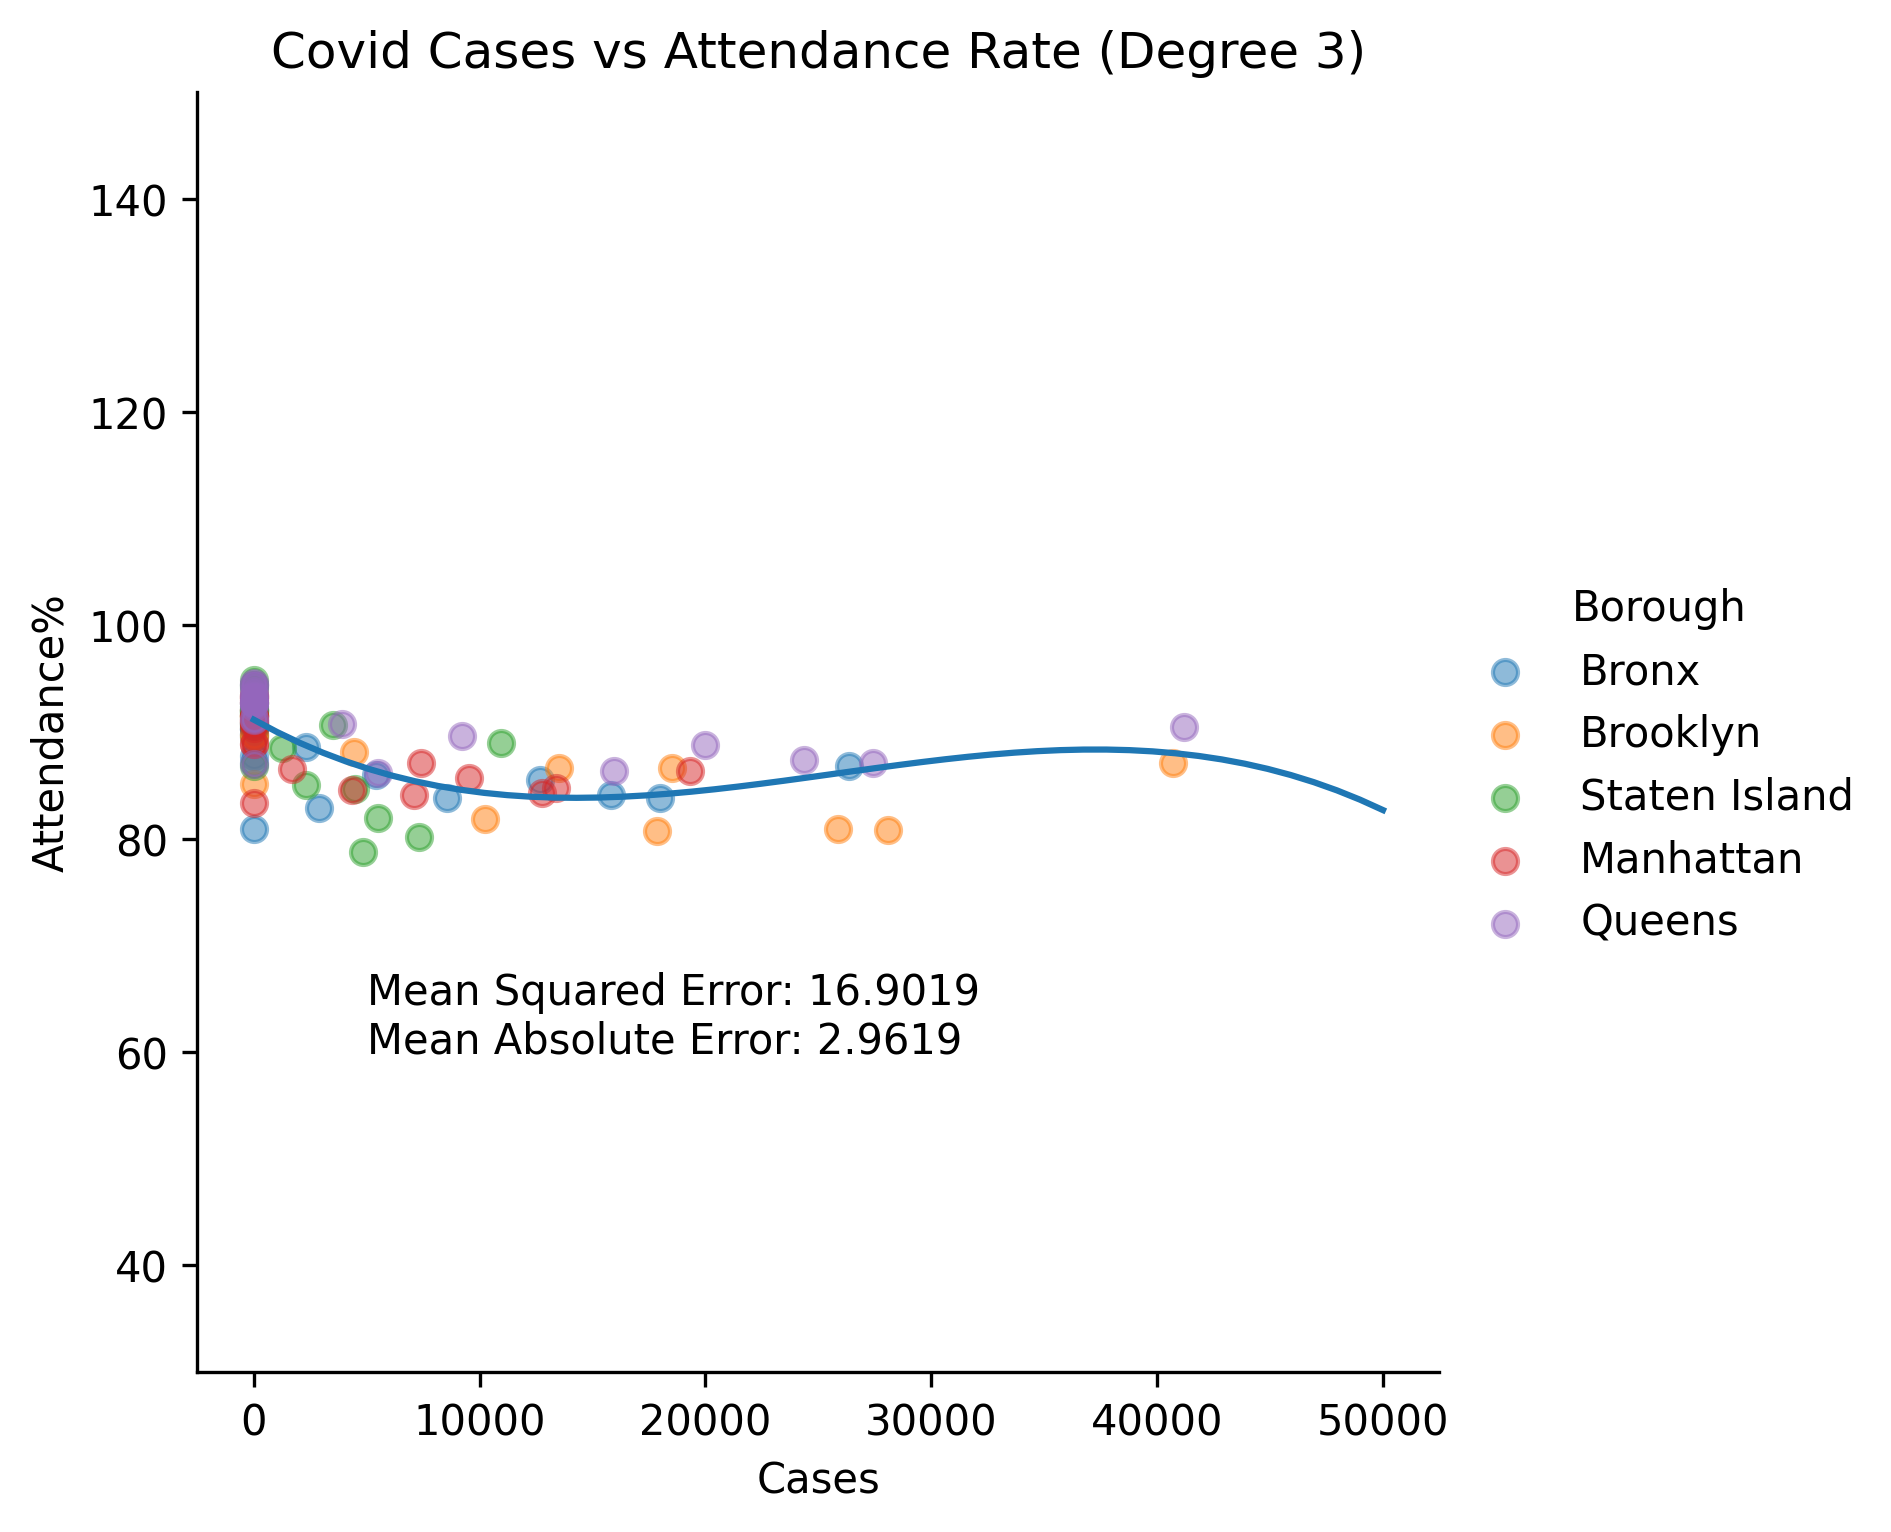 Covid Cases vs Attendance Rate (Degree 3)
140
120
100
80
60
40
Attendance%
Mean Squared Error: 16.9019
Mean Absolute Error: 2.9619
0 10000 20000 30000 40000 50000
Cases
Borough
Bronx
Brooklyn
Staten Island
Manhattan
Queens